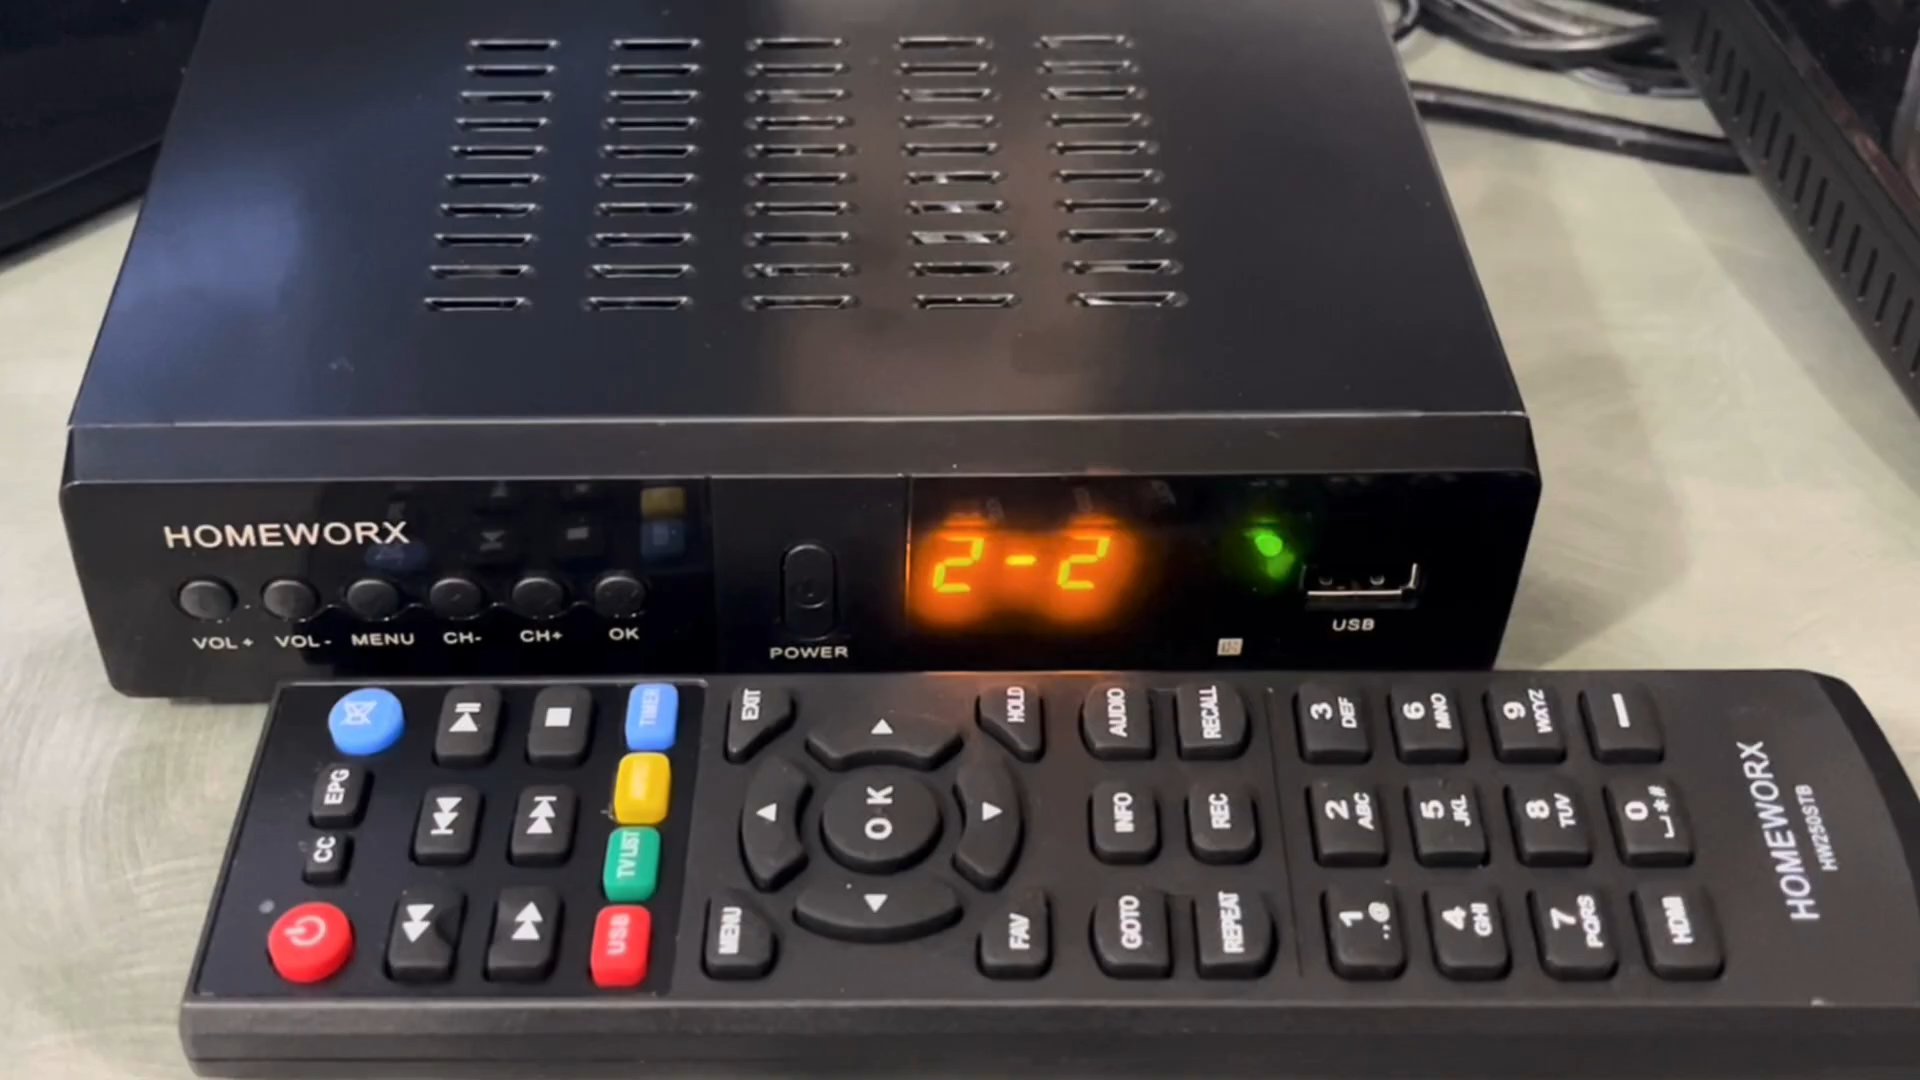 HOMEWORX
2-2
VOL+ VOL- MENU CH- CH+ OK
POWER
USB
TIMER
EXIT
HOLD
AUDIO
RECALL
3 DEF
6 MNO
9 WXYZ
EPG
CC
TV LIST
USB
OK
INFO
REC
2 ABC
5 JKL
8 TUV
0 ␣*#
MENU
FAV
GOTO
REPEAT
1 .,@
4 GHI
7 PQRS
HDMI
HOMEWORX
HW250STB